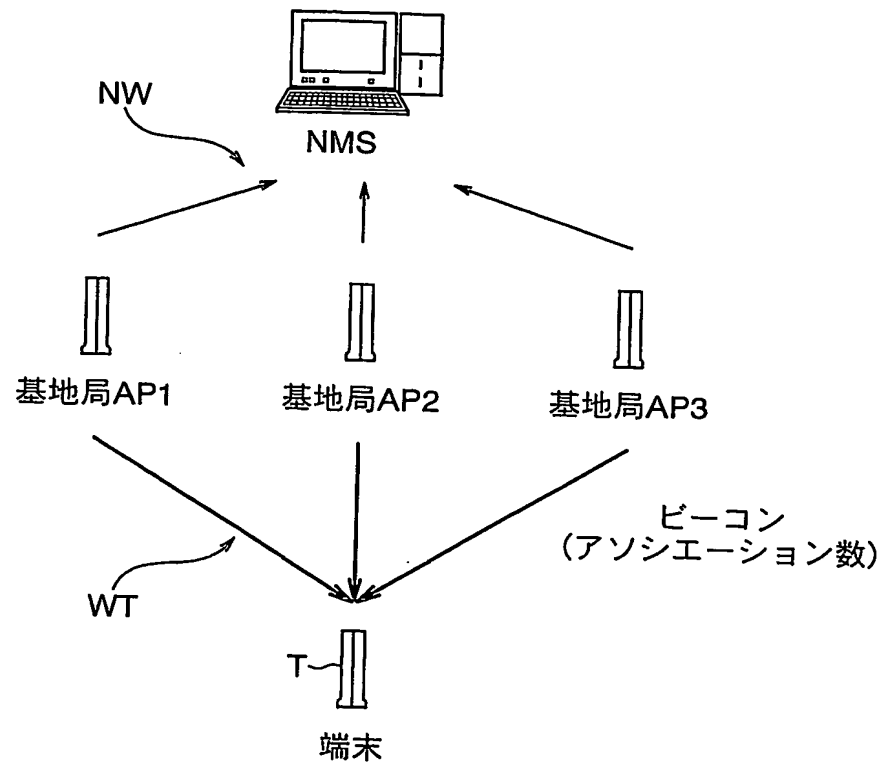 NW
NMS
基地局AP1
基地局AP2
基地局AP3
ビーコン
(アソシエーション数)
WT
T
端末